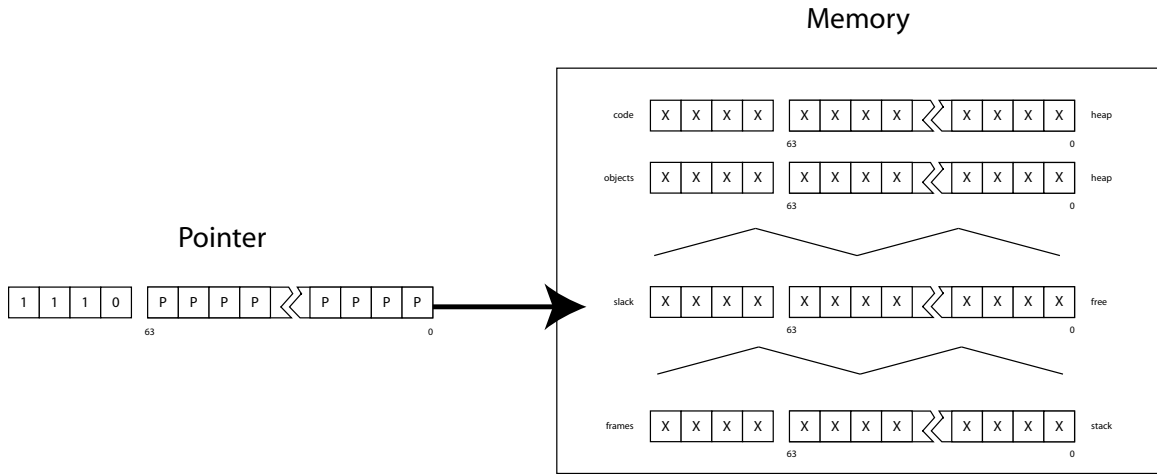 Memory
code X X X X X X X X X X X X heap
63 0
objects X X X X X X X X X X X X heap
63 0
Pointer
1 1 1 0 P P P P P P P P
63 0
slack X X X X X X X X X X X X free
63 0
frames X X X X X X X X X X X X stack
63 0